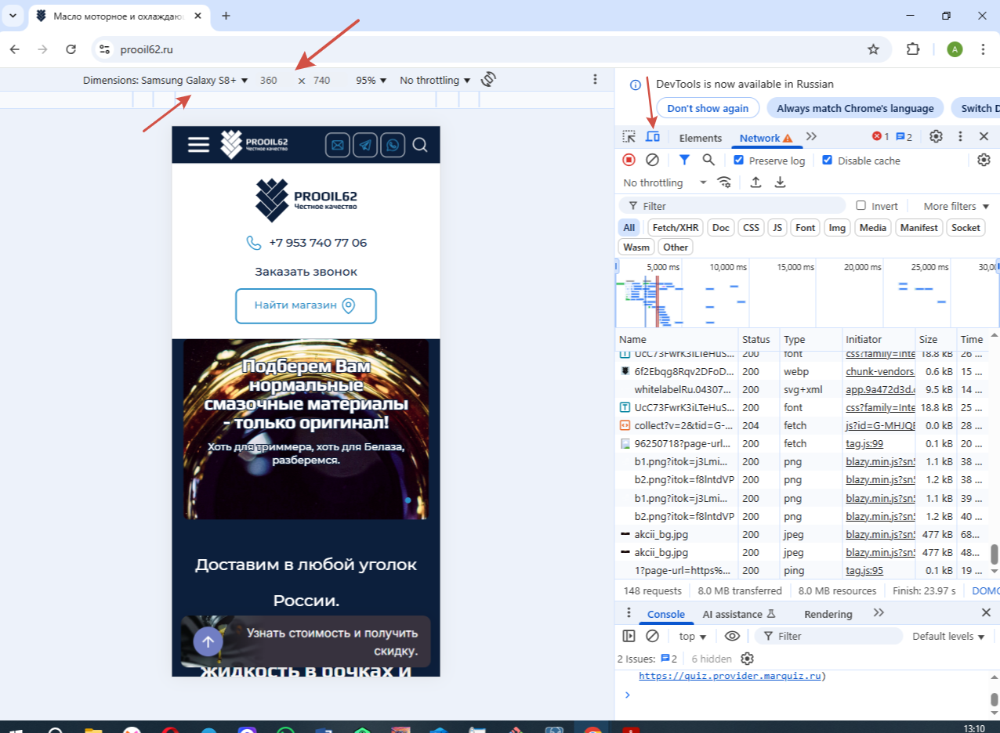 Масло моторное и охлаждаю
prooil62.ru
A
Dimensions: Samsung Galaxy S8+ ▼ 360 × 740 95% ▼ No throttling ▼
DevTools is now available in Russian
Don't show again Always match Chrome's language Switch D
Elements Network 1 2
Preserve log Disable cache
No throttling
Filter Invert More filters
All Fetch/XHR Doc CSS JS Font Img Media Manifest Socket
Wasm Other
5,000 ms 10,000 ms 15,000 ms 20,000 ms 25,000 ms 30,00
Name Status Type Initiator Size Time
UcC73FwrK3iLTeHuS... 200 font css?family=Inte 18.8 kB 26 ...
6f2Ebqg8Rqv2DFoD... 200 webp chunk-vendors. 0.6 kB 15 ...
whitelabelRu.04307... 200 svg+xml app.9a472d3d. 9.5 kB 14 ...
UcC73FwrK3iLTeHuS... 200 font css?family=Inte 18.8 kB 25 ...
collect?v=2&tid=G-... 204 fetch js?id=G-MHJQ 0.0 kB 28 ...
96250718?page-url... 200 fetch tag.js:99 0.1 kB 20 ...
b1.png?itok=j3Lmi... 200 png blazy.min.js?sn 1.1 kB 38 ...
b2.png?itok=f8lntdVP 200 png blazy.min.js?sn 1.2 kB 38 ...
b1.png?itok=j3Lmi... 200 png blazy.min.js?sn 1.1 kB 39 ...
b2.png?itok=f8lntdVP 200 png blazy.min.js?sn 1.2 kB 40 ...
akcii_bg.jpg 200 jpeg blazy.min.js?sn 477 kB 68...
akcii_bg.jpg 200 jpeg blazy.min.js?sn 477 kB 48...
1?page-url=https%... 200 ping tag.js:95 0.1 kB 19 ...
148 requests 8.0 MB transferred 8.0 MB resources Finish: 23.97 s DOMC
Console AI assistance Rendering
top ▼ Filter Default levels ▼
2 Issues: 2 6 hidden
https://quiz.provider.marquiz.ru)
PROOIL62
Честное качество
PROOIL62
Честное качество
+7 953 740 77 06
Заказать звонок
Найти магазин
Подберем Вам
нормальные
смазочные материалы
- только оригинал!
Хоть для триммера, хоть для Белаза,
разберемся.
Доставим в любой уголок
России.
Узнать стоимость и получить
скидку.
жидкость в бочках и
13:10